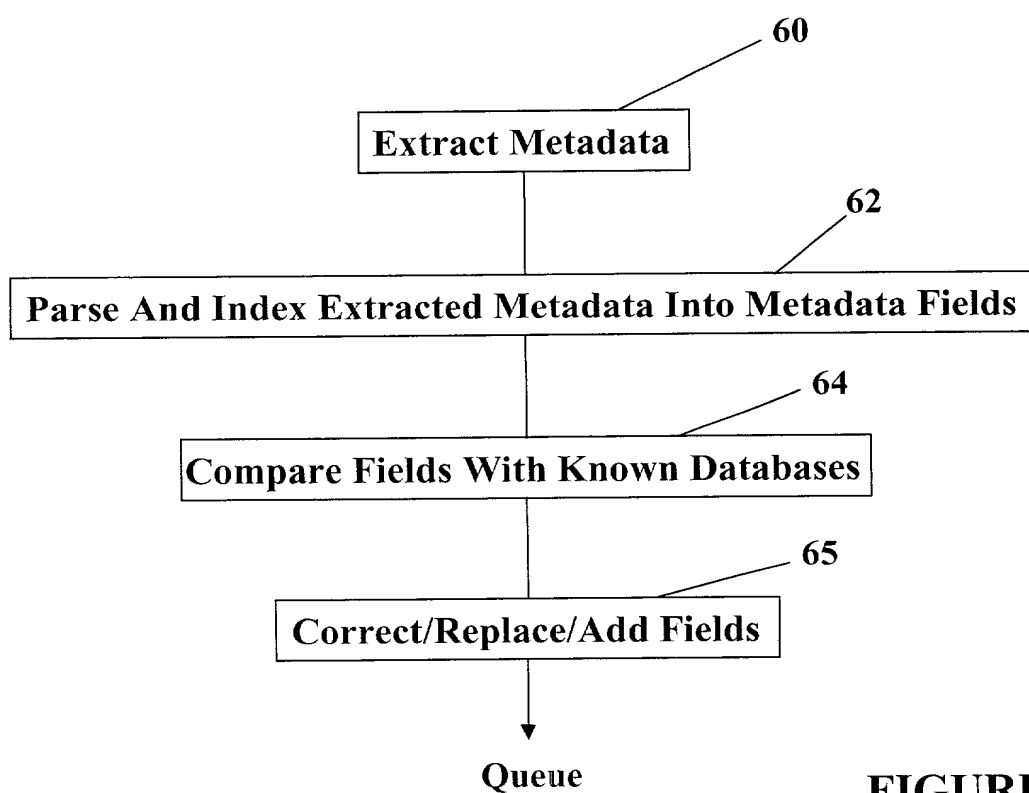 60
Extract Metadata
62
Parse And Index Extracted Metadata Into Metadata Fields
64
Compare Fields With Known Databases
65
Correct/Replace/Add Fields
Queue
FIGURE